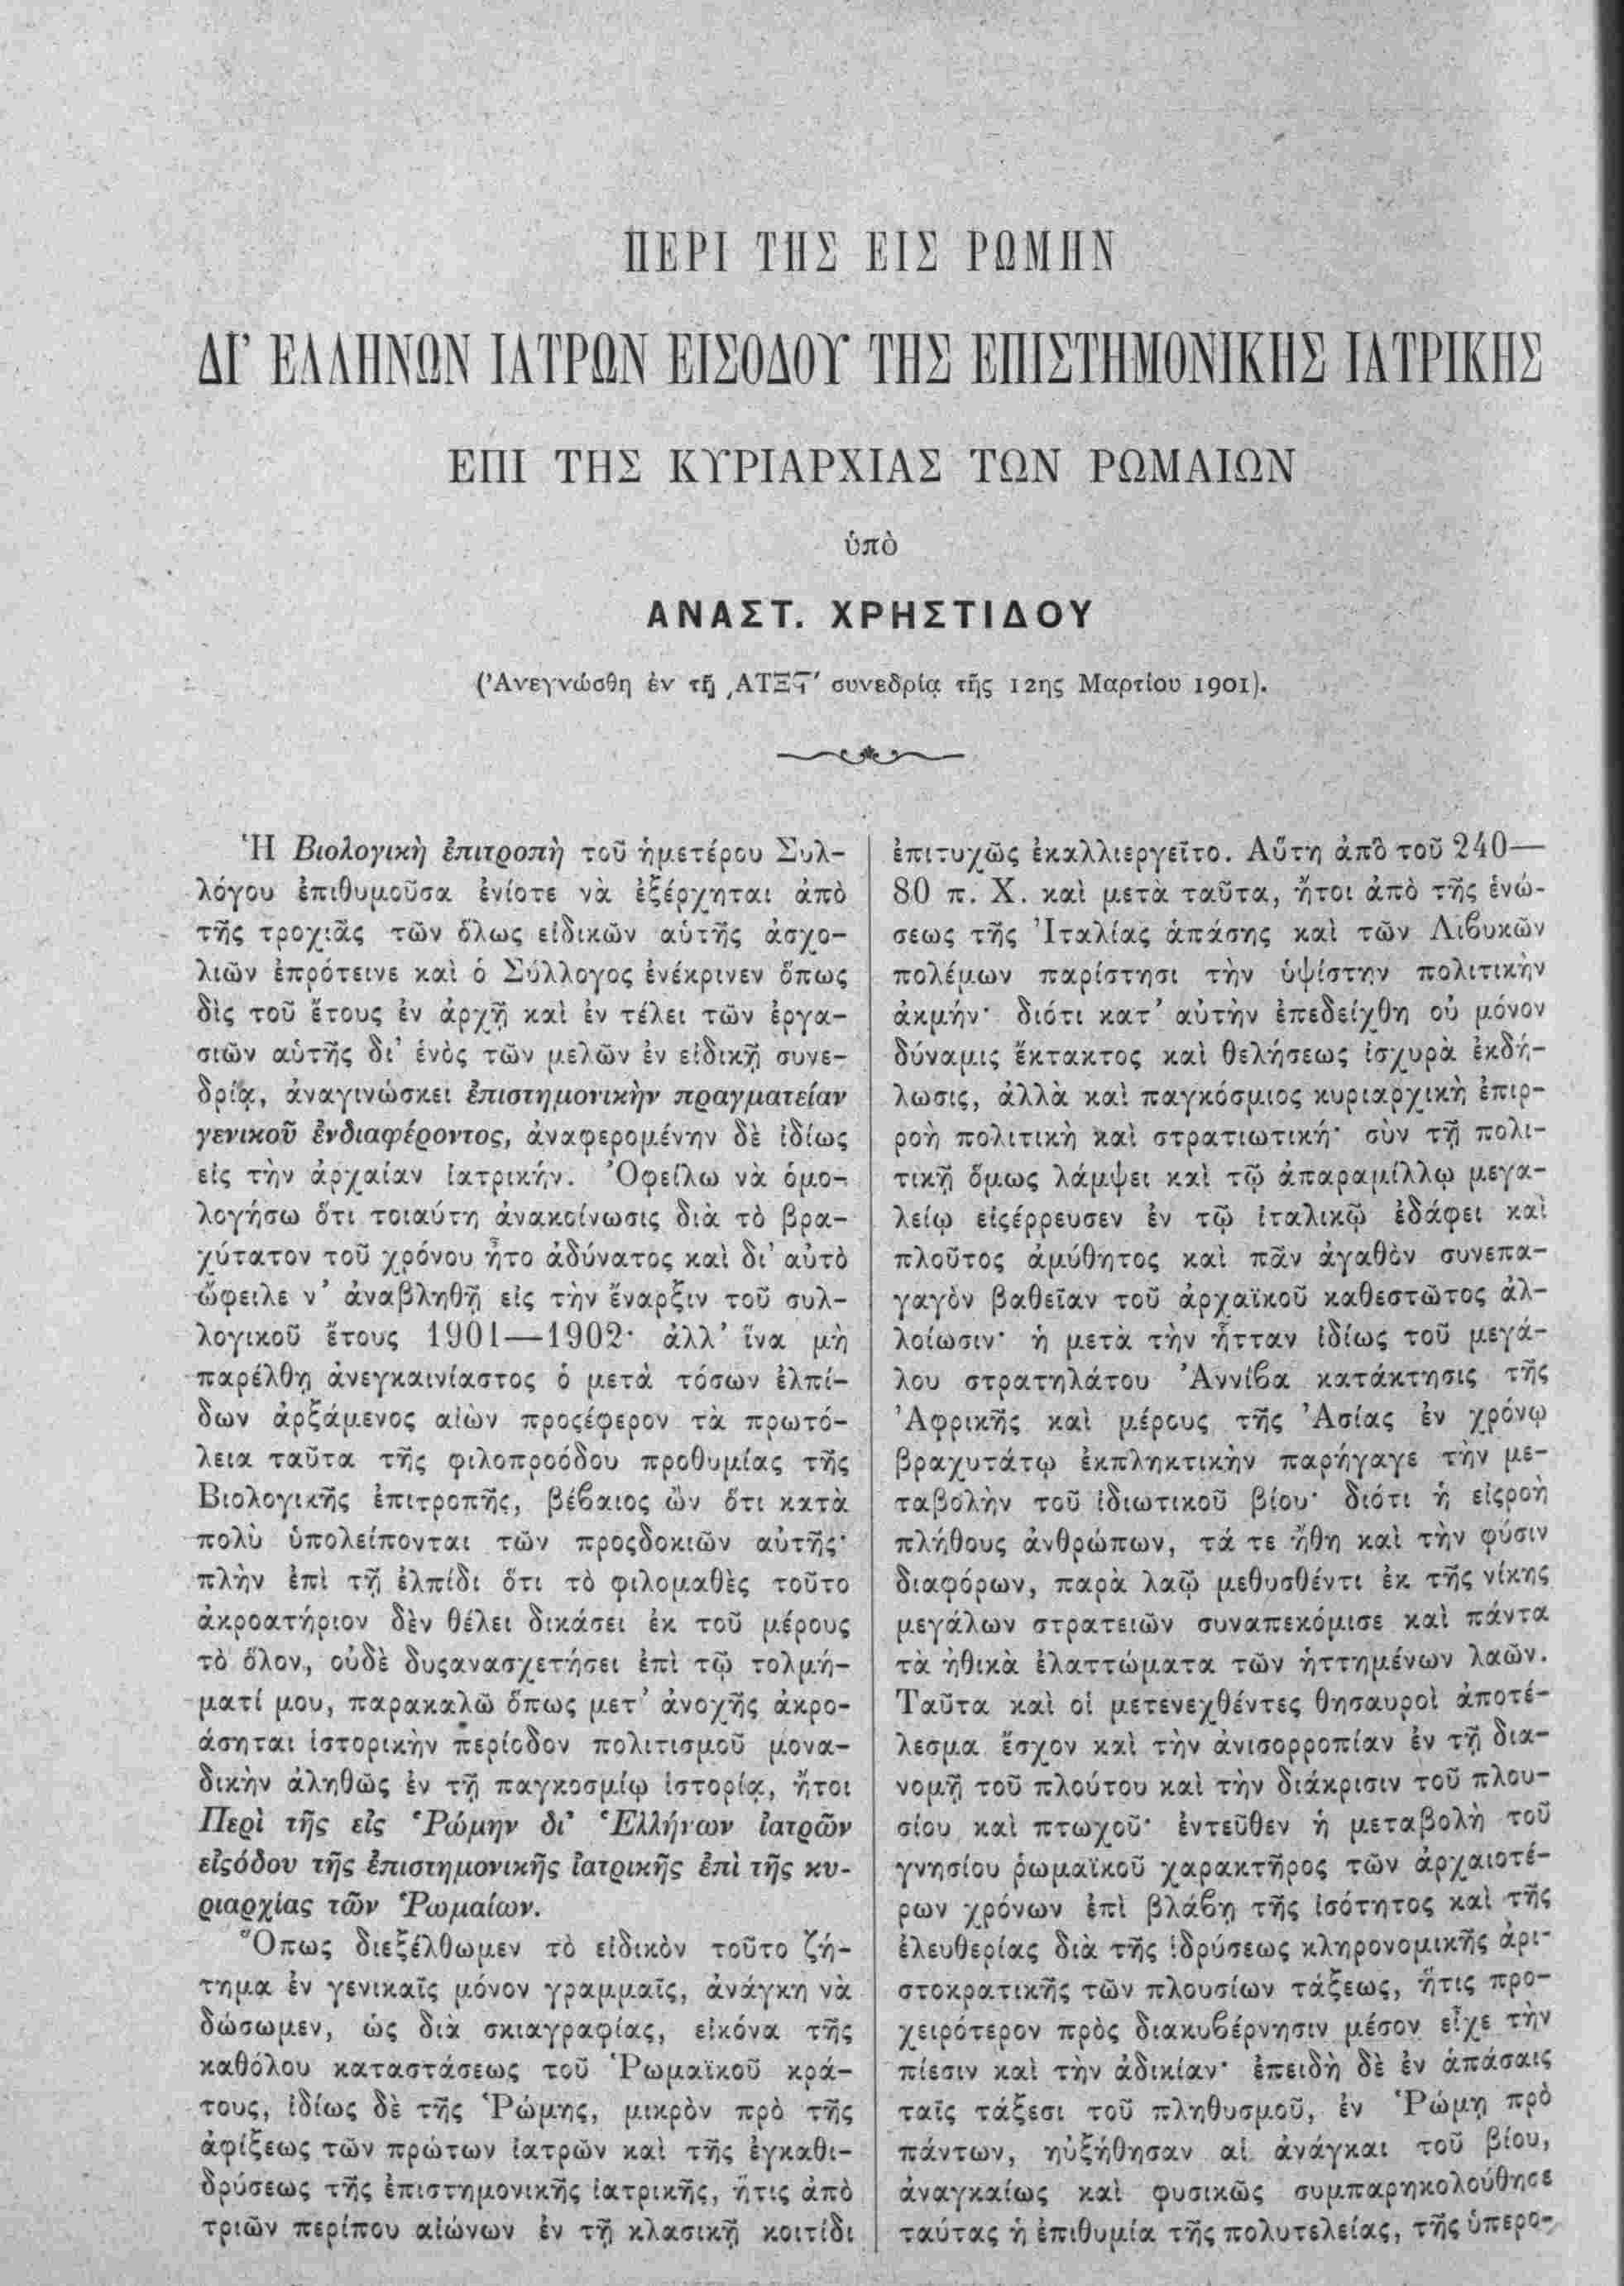 ΠΕΡΙ ΤΗΣ ΕΙΣ ΡΩΜΗΝ
ΔΙ’ ΕΛΛΗΝΩΝ ΙΑΤΡΩΝ ΕΙΣΟΔΟΥ ΤΗΣ ΕΠΙΣΤΗΜΟΝΙΚΗΣ ΙΑΤΡΙΚΗΣ
ΕΠΙ ΤΗΣ ΚΥΡΙΑΡΧΙΑΣ ΤΩΝ ΡΩΜΑΙΩΝ
ὑπὸ
ΑΝΑΣΤ. ΧΡΗΣΤΙΔΟΥ
(Ἀνεγνώσθη ἐν τῇ ͵ΑΤΞϚ′ συνεδρίᾳ τῆς 12ης Μαρτίου 1901).
Ἡ Βιολογικὴ ἐπιτροπὴ τοῦ ἡμετέρου Συλ-
λόγου ἐπιθυμοῦσα ἐνίοτε νὰ ἐξέρχηται ἀπὸ
τῆς τροχιᾶς τῶν ὅλως εἰδικῶν αὑτῆς ἀσχο-
λιῶν ἐπρότεινε καὶ ὁ Σύλλογος ἐνέκρινεν ὅπως
δὶς τοῦ ἔτους ἐν ἀρχῇ καὶ ἐν τέλει τῶν ἐργα-
σιῶν αὑτῆς δι’ ἑνὸς τῶν μελῶν ἐν εἰδικῇ συνε-
δρίᾳ, ἀναγινώσκει ἐπιστημονικὴν πραγματείαν
γενικοῦ ἐνδιαφέροντος, ἀναφερομένην δὲ ἰδίως
εἰς τὴν ἀρχαίαν ἰατρικήν. Ὀφείλω νὰ ὁμο-
λογήσω ὅτι τοιαύτη ἀνακοίνωσις διὰ τὸ βρα-
χύτατον τοῦ χρόνου ἦτο ἀδύνατος καὶ δι’ αὐτὸ
ὤφειλε ν’ ἀναβληθῇ εἰς τὴν ἔναρξιν τοῦ συλ-
λογικοῦ ἔτους 1901—1902· ἀλλ’ ἵνα μὴ
παρέλθῃ ἀνεγκαινίαστος ὁ μετὰ τόσων ἐλπί-
δων ἀρξάμενος αἰὼν προςέφερον τὰ πρωτό-
λεια ταῦτα τῆς φιλοπροόδου προθυμίας τῆς
Βιολογικῆς ἐπιτροπῆς, βέβαιος ὢν ὅτι κατὰ
πολὺ ὑπολείπονται τῶν προςδοκιῶν αὐτῆς·
πλὴν ἐπὶ τῇ ἐλπίδι ὅτι τὸ φιλομαθὲς τοῦτο
ἀκροατήριον δὲν θέλει δικάσει ἐκ τοῦ μέρους
τὸ ὅλον, οὐδὲ δυςανασχετήσει ἐπὶ τῷ τολμή-
ματί μου, παρακαλῶ ὅπως μετ’ ἀνοχῆς ἀκρο-
άσηται ἱστορικὴν περίοδον πολιτισμοῦ μονα-
δικὴν ἀληθῶς ἐν τῇ παγκοσμίῳ ἱστορίᾳ, ἤτοι
Περὶ τῆς εἰς Ῥώμην δι’ Ἑλλήνων ἰατρῶν
εἰςόδου τῆς ἐπιστημονικῆς ἰατρικῆς ἐπὶ τῆς κυ-
ριαρχίας τῶν Ῥωμαίων.
Ὅπως διεξέλθωμεν τὸ εἰδικὸν τοῦτο ζή-
τημα ἐν γενικαῖς μόνον γραμμαῖς, ἀνάγκη νὰ
δώσωμεν, ὡς διὰ σκιαγραφίας, εἰκόνα τῆς
καθόλου καταστάσεως τοῦ Ῥωμαϊκοῦ κρά-
τους, ἰδίως δὲ τῆς Ῥώμης, μικρὸν πρὸ τῆς
ἀφίξεως τῶν πρώτων ἰατρῶν καὶ τῆς ἐγκαθι-
δρύσεως τῆς ἐπιστημονικῆς ἰατρικῆς, ἥτις ἀπὸ
τριῶν περίπου αἰώνων ἐν τῇ κλασικῇ κοιτίδι
ἐπιτυχῶς ἐκαλλιεργεῖτο. Αὕτη ἀπὸ τοῦ 240—
80 π. Χ. καὶ μετὰ ταῦτα, ἤτοι ἀπὸ τῆς ἑνώ-
σεως τῆς Ἰταλίας ἁπάσης καὶ τῶν Λιβυκῶν
πολέμων παρίστησι τὴν ὑψίστην πολιτικὴν
ἀκμήν· διότι κατ’ αὐτὴν ἐπεδείχθη οὐ μόνον
δύναμις ἔκτακτος καὶ θελήσεως ἰσχυρὰ ἐκδή-
λωσις, ἀλλὰ καὶ παγκόσμιος κυριαρχικὴ ἐπιρ-
ροὴ πολιτικὴ καὶ στρατιωτική· σὺν τῇ πολι-
τικῇ ὅμως λάμψει καὶ τῷ ἀπαραμίλλῳ μεγα-
λείῳ εἰςέρρευσεν ἐν τῷ ἰταλικῷ ἐδάφει καὶ
πλοῦτος ἀμύθητος καὶ πᾶν ἀγαθὸν συνεπα-
γαγὸν βαθεῖαν τοῦ ἀρχαϊκοῦ καθεστῶτος ἀλ-
λοίωσιν· ἡ μετὰ τὴν ἧτταν ἰδίως τοῦ μεγά-
λου στρατηλάτου Ἀννίβα κατάκτησις τῆς
Ἀφρικῆς καὶ μέρους τῆς Ἀσίας ἐν χρόνῳ
βραχυτάτῳ ἐκπληκτικὴν παρήγαγε τὴν με-
ταβολὴν τοῦ ἰδιωτικοῦ βίου· διότι ἡ εἰςροὴ
πλήθους ἀνθρώπων, τά τε ἤθη καὶ τὴν φύσιν
διαφόρων, παρὰ λαῷ μεθυσθέντι ἐκ τῆς νίκης
μεγάλων στρατειῶν συναπεκόμισε καὶ πάντα
τὰ ἠθικὰ ἐλαττώματα τῶν ἡττημένων λαῶν.
Ταῦτα καὶ οἱ μετενεχθέντες θησαυροὶ ἀποτέ-
λεσμα ἔσχον καὶ τὴν ἀνισορροπίαν ἐν τῇ δια-
νομῇ τοῦ πλούτου καὶ τὴν διάκρισιν τοῦ πλου-
σίου καὶ πτωχοῦ· ἐντεῦθεν ἡ μεταβολὴ τοῦ
γνησίου ῥωμαϊκοῦ χαρακτῆρος τῶν ἀρχαιοτέ-
ρων χρόνων ἐπὶ βλάβῃ τῆς ἰσότητος καὶ τῆς
ἐλευθερίας διὰ τῆς ἱδρύσεως κληρονομικῆς ἀρι-
στοκρατικῆς τῶν πλουσίων τάξεως, ἥτις προ-
χειρότερον πρὸς διακυβέρνησιν μέσον εἶχε τὴν
πίεσιν καὶ τὴν ἀδικίαν· ἐπειδὴ δὲ ἐν ἁπάσαις
ταῖς τάξεσι τοῦ πληθυσμοῦ, ἐν Ῥώμῃ πρὸ
πάντων, ηὐξήθησαν αἱ ἀνάγκαι τοῦ βίου,
ἀναγκαίως καὶ φυσικῶς συμπαρηκολούθησε
ταύτας ἡ ἐπιθυμία τῆς πολυτελείας, τῆς ὑπερο-